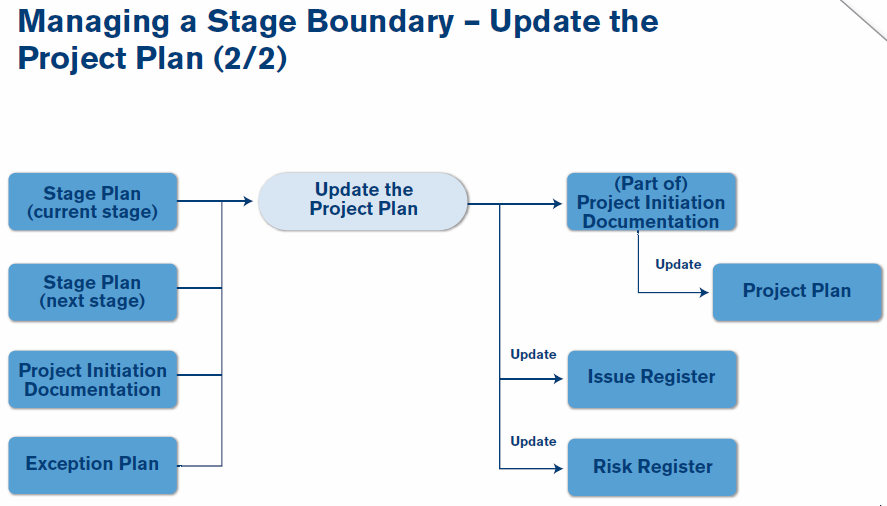 Managing a Stage Boundary – Update the
Project Plan (2/2)
Stage Plan
(current stage)
Update the
Project Plan
(Part of)
Project Initiation
Documentation
Update
Stage Plan
(next stage)
Project Plan
Update
Project Initiation
Documentation
Issue Register
Update
Exception Plan
Risk Register